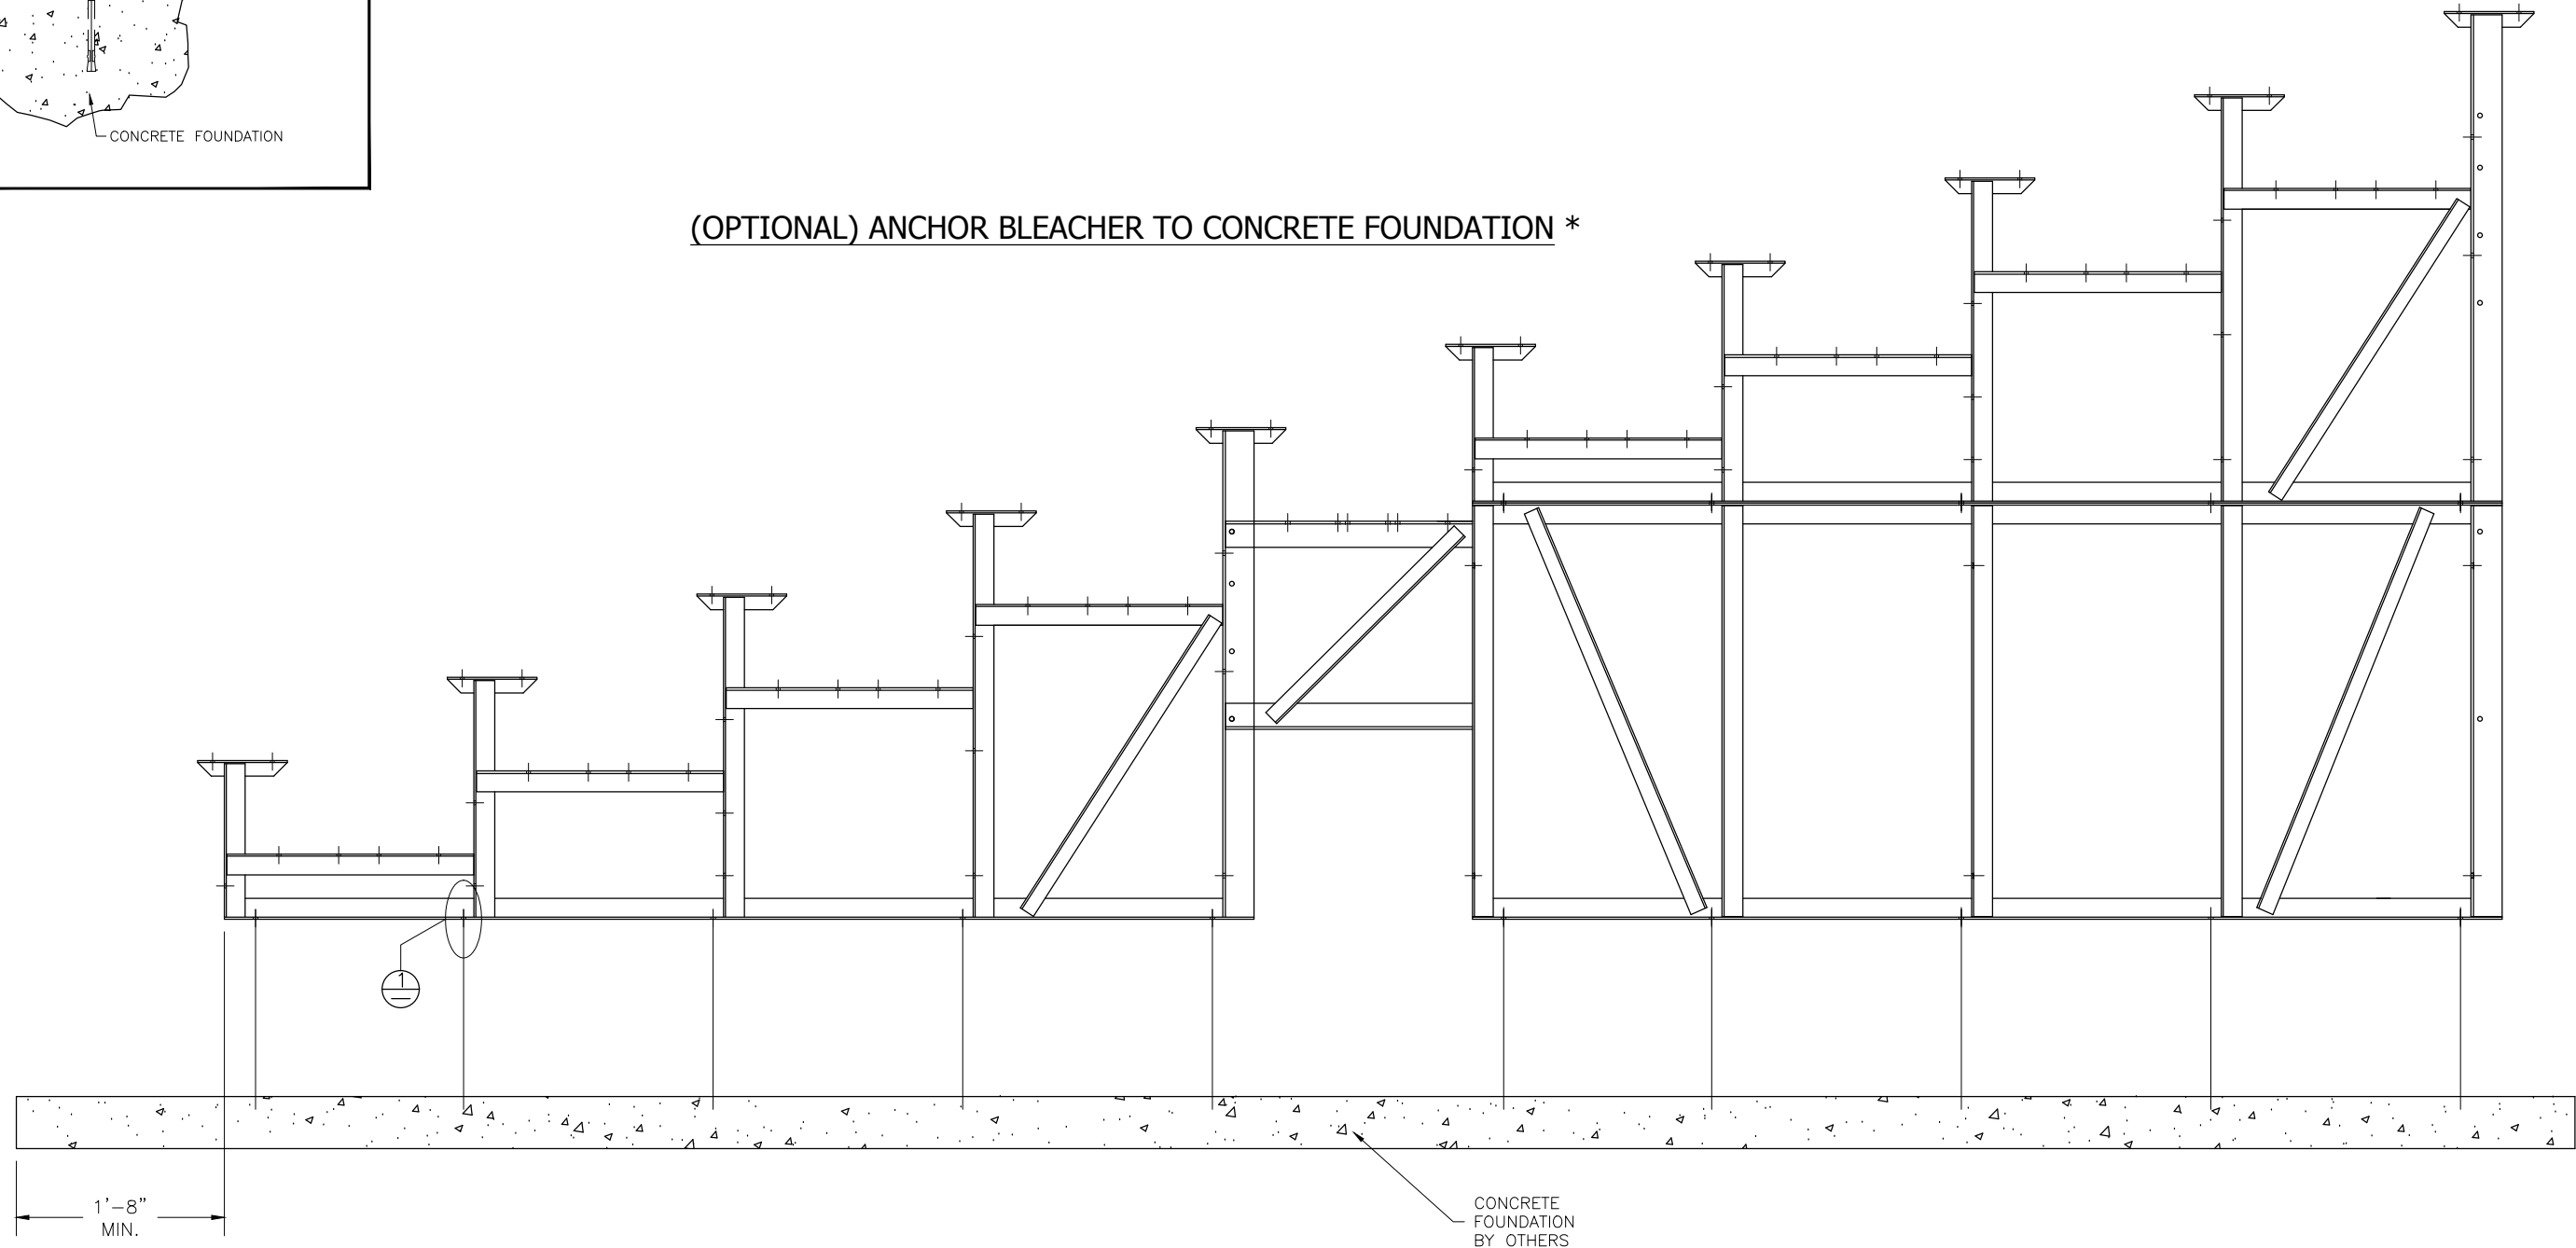 CONCRETE FOUNDATION
(OPTIONAL) ANCHOR BLEACHER TO CONCRETE FOUNDATION *
1
1'-8"
MIN.
CONCRETE
FOUNDATION
BY OTHERS